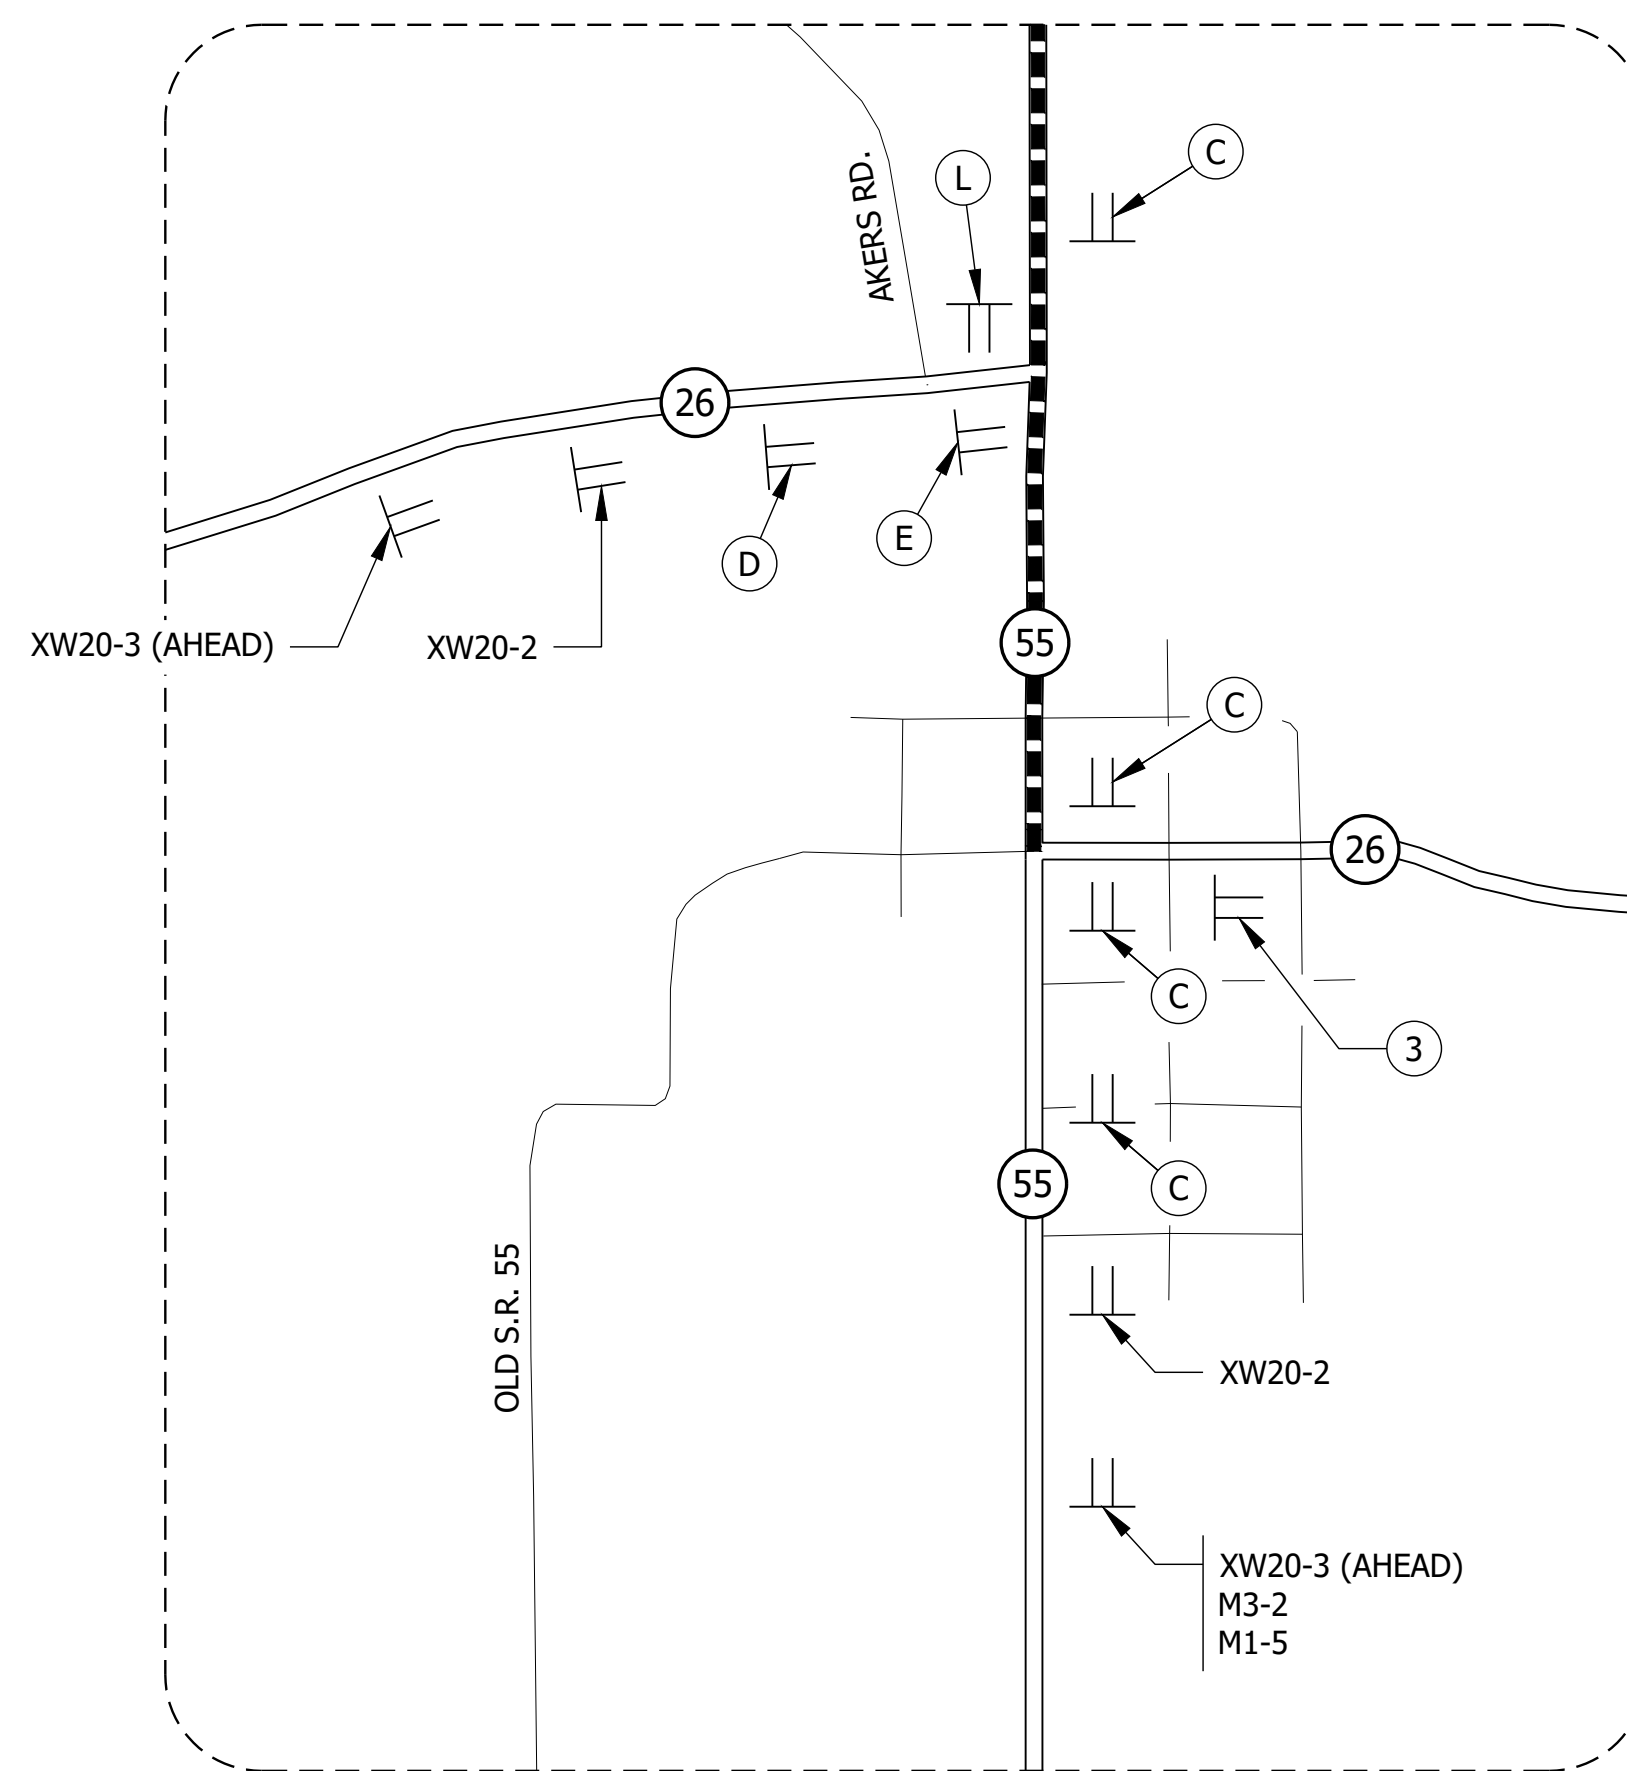 C
L
AKERS RD.
26
E
D
XW20-3 (AHEAD)
XW20-2
55
C
26
C
3
C
55
OLD S.R. 55
XW20-2
XW20-3 (AHEAD)
M3-2
M1-5